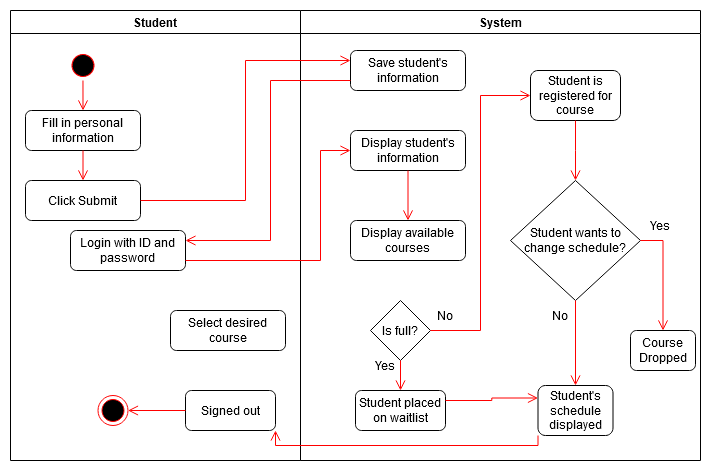 Student
System
Fill in personal
information
Click Submit
Login with ID and
password
Select desired
course
Signed out
Save student's
information
Display student's
information
Display available
courses
Is full?
No
Yes
Student placed
on waitlist
Student is
registered for
course
Student wants to
change schedule?
Yes
No
Course
Dropped
Student's
schedule
displayed